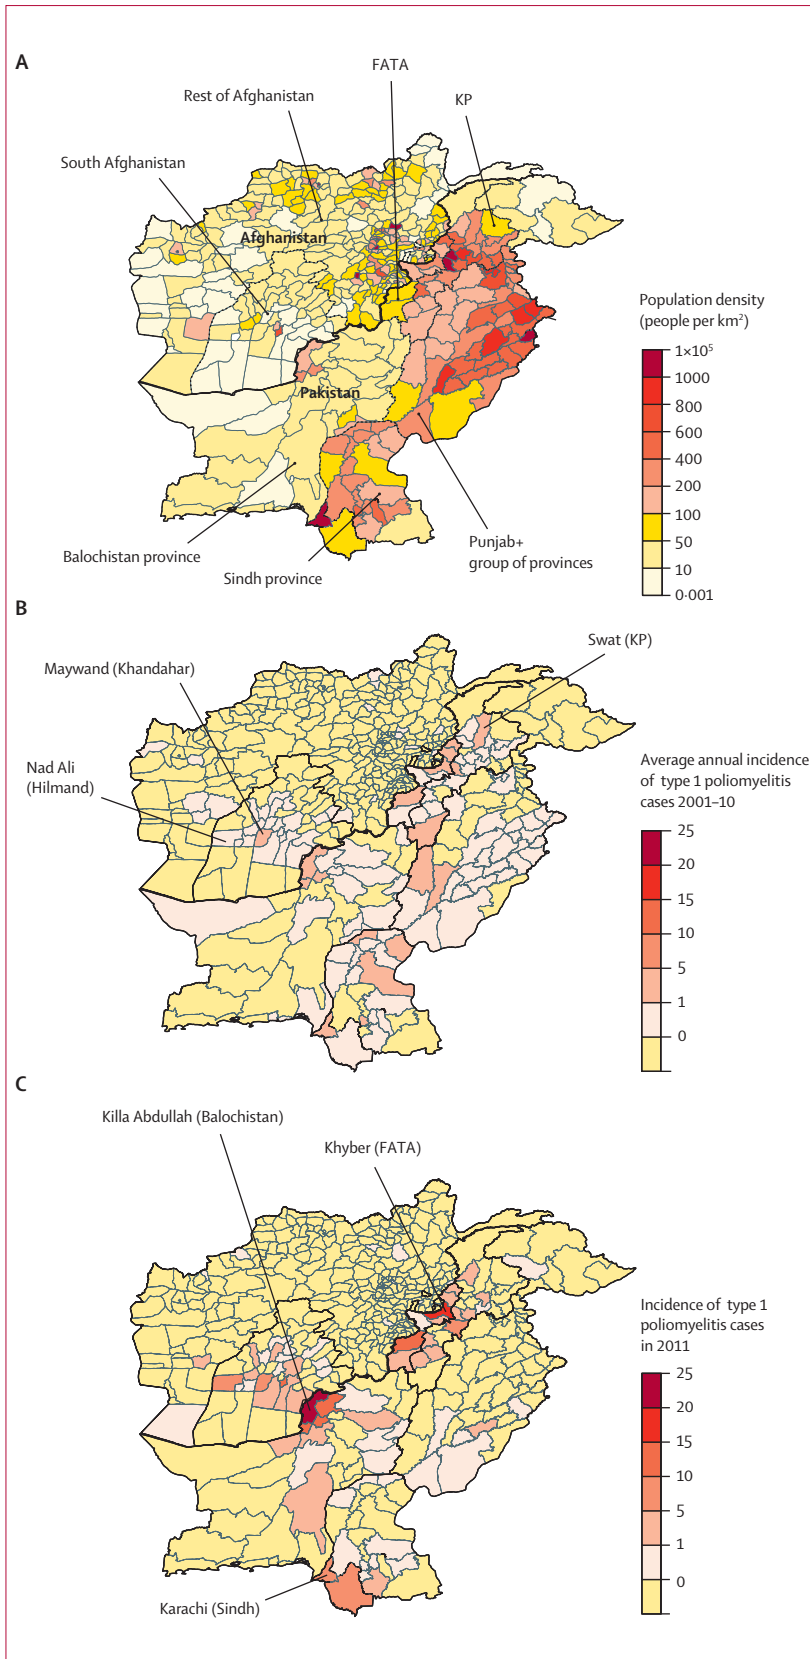 A
FATA
Rest of Afghanistan
KP
South Afghanistan
Afghanistan
Population density
(people per km²)
1×10⁵
1000
800
600
400
200
100
50
10
0·001
Pakistan
Balochistan province
Sindh province
Punjab+
group of provinces
B
Swat (KP)
Maywand (Khandahar)
Nad Ali
(Hilmand)
Average annual incidence
of type 1 poliomyelitis
cases 2001–10
25
20
15
10
5
1
0
C
Killa Abdullah (Balochistan)
Khyber (FATA)
Incidence of type 1
poliomyelitis cases
in 2011
25
20
15
10
5
1
0
Karachi (Sindh)